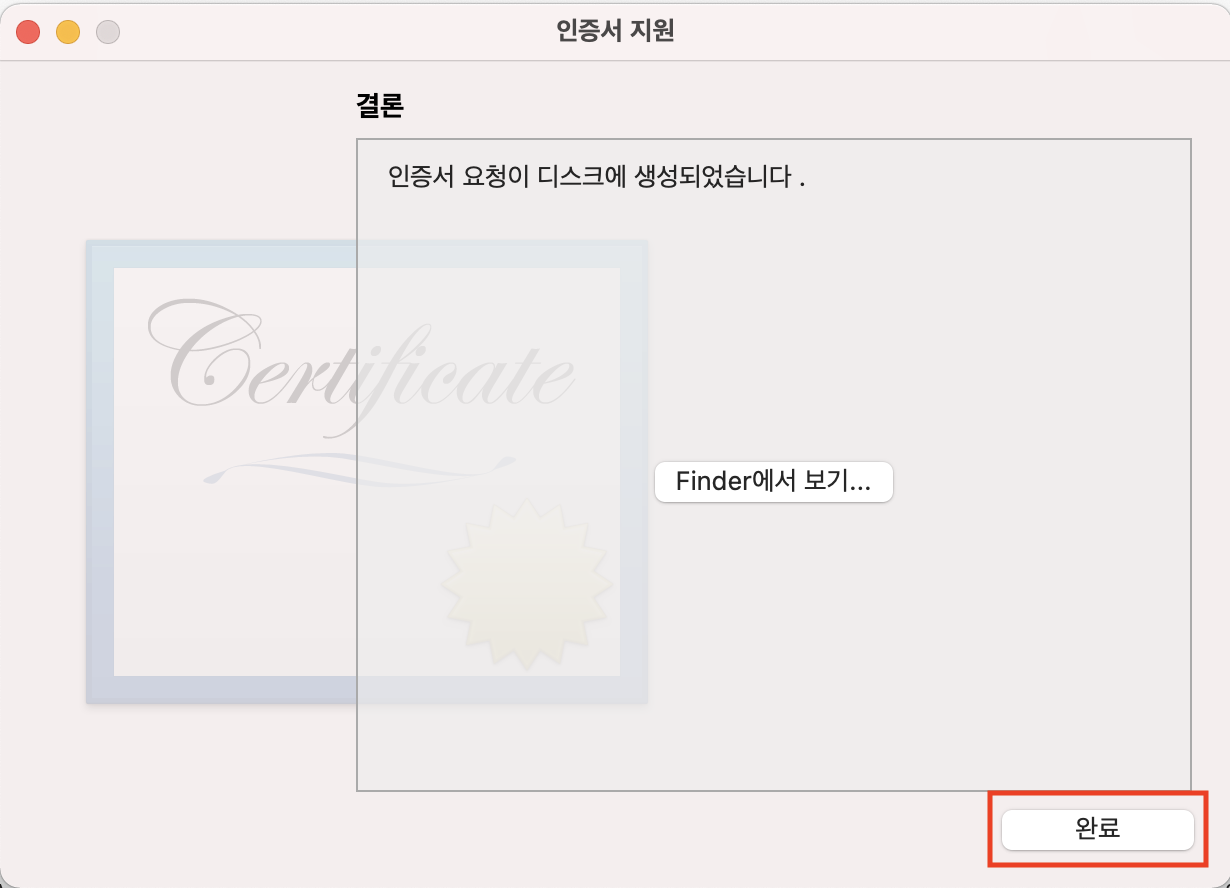 인증서 지원
결론
인증서 요청이 디스크에 생성되었습니다 .
Certificate
Finder에서 보기...
완료